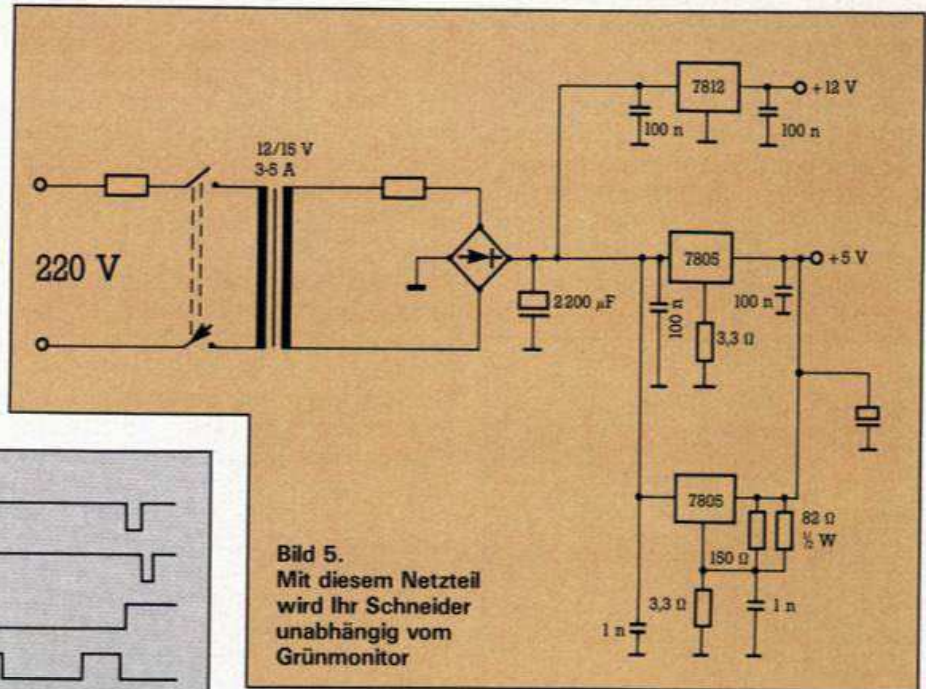 7812
+12 V
100 n
100 n
12/15 V
3-5 A
220 V
7805
+5 V
2200 µF
100 n
100 n
3,3 Ω
7805
82 Ω
½ W
150 Ω
3,3 Ω
1 n
1 n
Bild 5.
Mit diesem Netzteil
wird Ihr Schneider
unabhängig vom
Grünmonitor